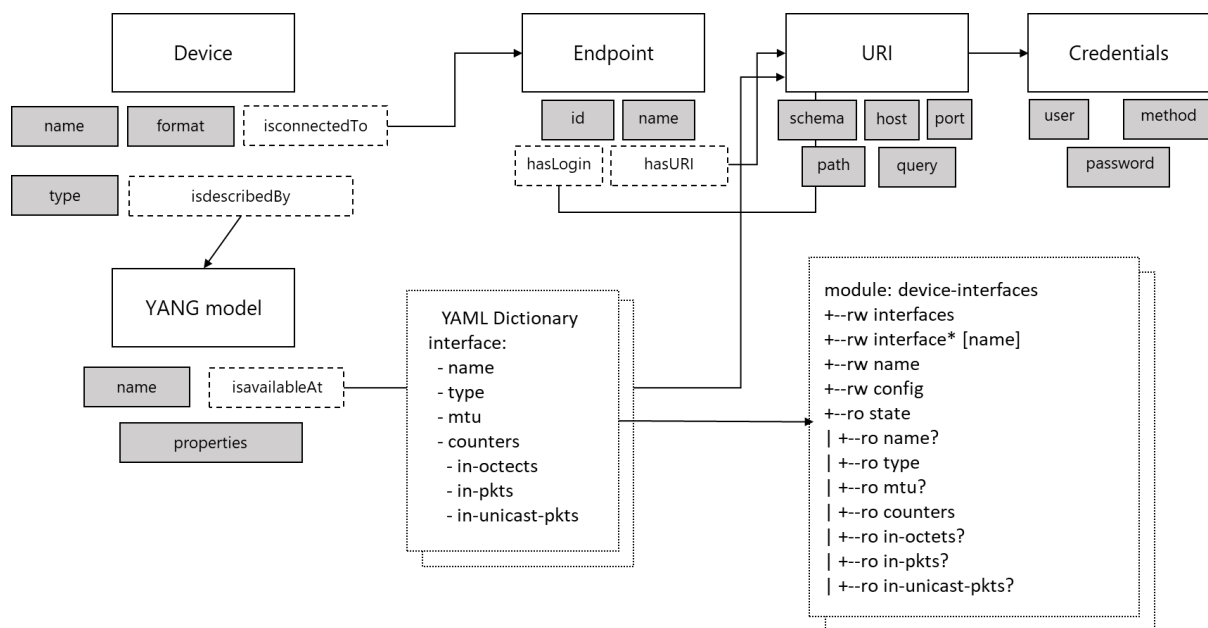 Device
Endpoint
URI
Credentials
name
format
isconnectedTo
id
name
schema
host
port
user
method
hasLogin
hasURI
path
query
password
type
isdescribedBy
YANG model
name
isavailableAt
properties
YAML Dictionary
interface:
- name
- type
- mtu
- counters
- in-octects
- in-pkts
- in-unicast-pkts
module: device-interfaces
+--rw interfaces
+--rw interface* [name]
+--rw name
+--rw config
+--ro state
| +--ro name?
| +--ro type
| +--ro mtu?
| +--ro counters
| +--ro in-octets?
| +--ro in-pkts?
| +--ro in-unicast-pkts?